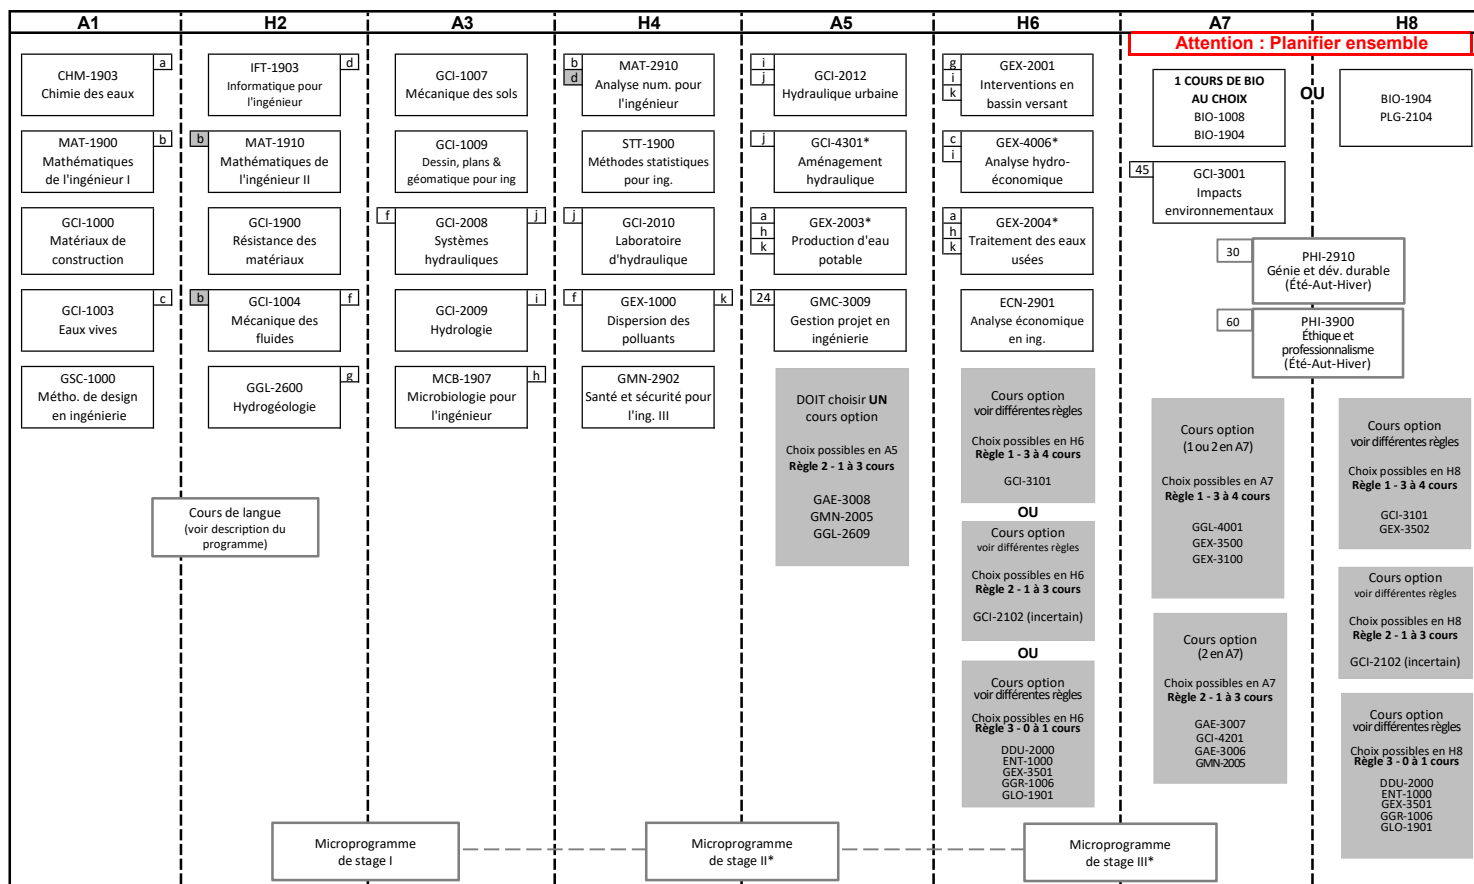 A1
H2
A3
H4
A5
H6
A7
H8
Attention : Planifier ensemble
CHM-1903
Chimie des eaux
a
MAT-1900
Mathématiques
de l'ingénieur I
b
GCI-1000
Matériaux de
construction
GCI-1003
Eaux vives
c
GSC-1000
Métho. de design
en ingénierie
IFT-1903
Informatique pour
l'ingénieur
d
b
MAT-1910
Mathématiques de
l'ingénieur II
GCI-1900
Résistance des
matériaux
b
GCI-1004
Mécanique des
fluides
f
GGL-2600
Hydrogéologie
g
Cours de langue
(voir description du
programme)
GCI-1007
Mécanique des sols
GCI-1009
Dessin, plans &
géomatique pour ing
f
GCI-2008
Systèmes
hydrauliques
j
GCI-2009
Hydrologie
i
MCB-1907
Microbiologie pour
l'ingénieur
h
b
d
MAT-2910
Analyse num. pour
l'ingénieur
STT-1900
Méthodes statistiques
pour ing.
j
GCI-2010
Laboratoire
d'hydraulique
f
GEX-1000
Dispersion des
polluants
k
GMN-2902
Santé et sécurité pour
l'ing. III
i
j
GCI-2012
Hydraulique urbaine
j
GCI-4301*
Aménagement
hydraulique
a
h
k
GEX-2003*
Production d'eau
potable
24
GMC-3009
Gestion projet en
ingénierie
DOIT choisir UN
cours option
Choix possibles en A5
Règle 2 - 1 à 3 cours
GAE-3008
GMN-2005
GGL-2609
g
i
k
GEX-2001
Interventions en
bassin versant
c
i
GEX-4006*
Analyse hydro-
économique
a
h
k
GEX-2004*
Traitement des eaux
usées
ECN-2901
Analyse économique
en ing.
Cours option
voir différentes règles
Choix possibles en H6
Règle 1 - 3 à 4 cours
GCI-3101
OU
Cours option
voir différentes règles
Choix possibles en H6
Règle 2 - 1 à 3 cours
GCI-2102 (incertain)
OU
Cours option
voir différentes règles
Choix possibles en H6
Règle 3 - 0 à 1 cours
DDU-2000
ENT-1000
GEX-3501
GGR-1006
GLO-1901
1 COURS DE BIO
AU CHOIX
BIO-1008
BIO-1904
OU
BIO-1904
PLG-2104
45
GCI-3001
Impacts
environnementaux
30
PHI-2910
Génie et dév. durable
(Été-Aut-Hiver)
60
PHI-3900
Éthique et
professionnalisme
(Été-Aut-Hiver)
Cours option
(1 ou 2 en A7)
Choix possibles en A7
Règle 1 - 3 à 4 cours
GGL-4001
GEX-3500
GEX-3100
Cours option
(2 en A7)
Choix possibles en A7
Règle 2 - 1 à 3 cours
GAE-3007
GCI-4201
GAE-3006
GMN-2005
Cours option
voir différentes règles
Choix possibles en H8
Règle 1 - 3 à 4 cours
GCI-3101
GEX-3502
Cours option
voir différentes règles
Choix possibles en H8
Règle 2 - 1 à 3 cours
GCI-2102 (incertain)
Cours option
voir différentes règles
Choix possibles en H8
Règle 3 - 0 à 1 cours
DDU-2000
ENT-1000
GEX-3501
GGR-1006
GLO-1901
Microprogramme
de stage I
Microprogramme
de stage II*
Microprogramme
de stage III*